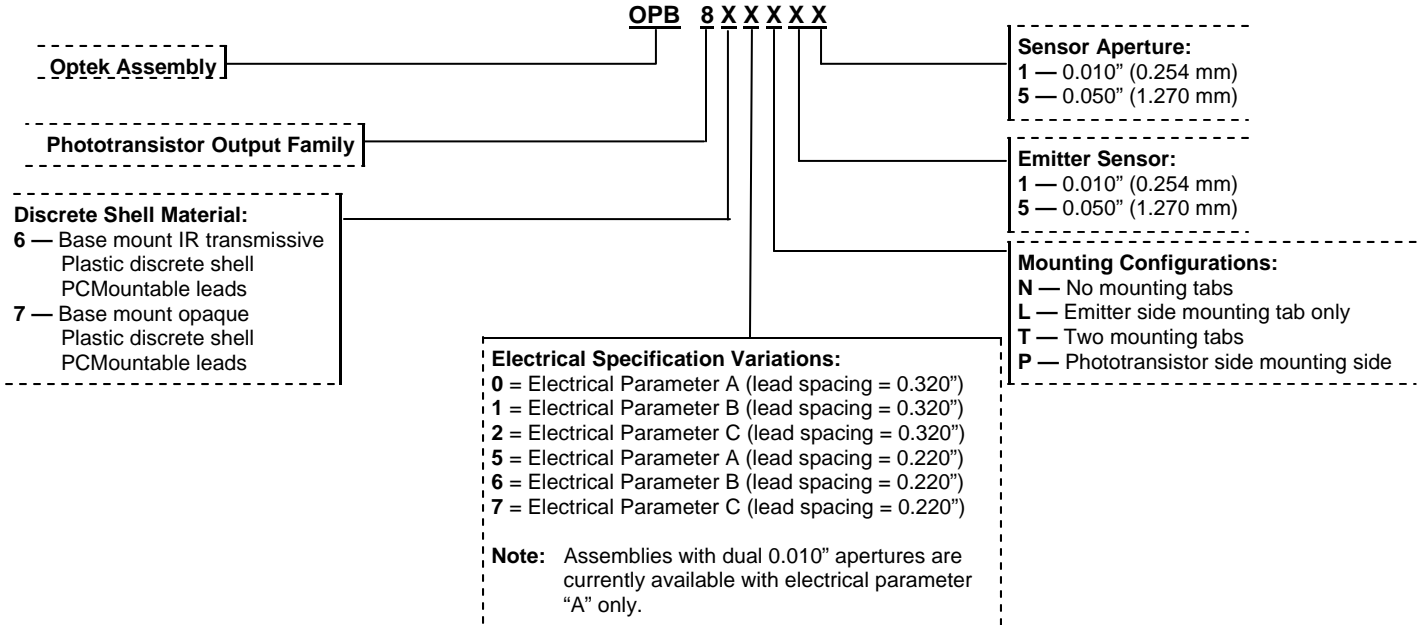 OPB 8 X X X X X
Optek Assembly
Phototransistor Output Family
Discrete Shell Material:
6 — Base mount IR transmissive
Plastic discrete shell
PCMountable leads
7 — Base mount opaque
Plastic discrete shell
PCMountable leads
Electrical Specification Variations:
0 = Electrical Parameter A (lead spacing = 0.320”)
1 = Electrical Parameter B (lead spacing = 0.320”)
2 = Electrical Parameter C (lead spacing = 0.320”)
5 = Electrical Parameter A (lead spacing = 0.220”)
6 = Electrical Parameter B (lead spacing = 0.220”)
7 = Electrical Parameter C (lead spacing = 0.220”)
Note: Assemblies with dual 0.010” apertures are
currently available with electrical parameter
“A” only.
Sensor Aperture:
1 — 0.010” (0.254 mm)
5 — 0.050” (1.270 mm)
Emitter Sensor:
1 — 0.010” (0.254 mm)
5 — 0.050” (1.270 mm)
Mounting Configurations:
N — No mounting tabs
L — Emitter side mounting tab only
T — Two mounting tabs
P — Phototransistor side mounting side